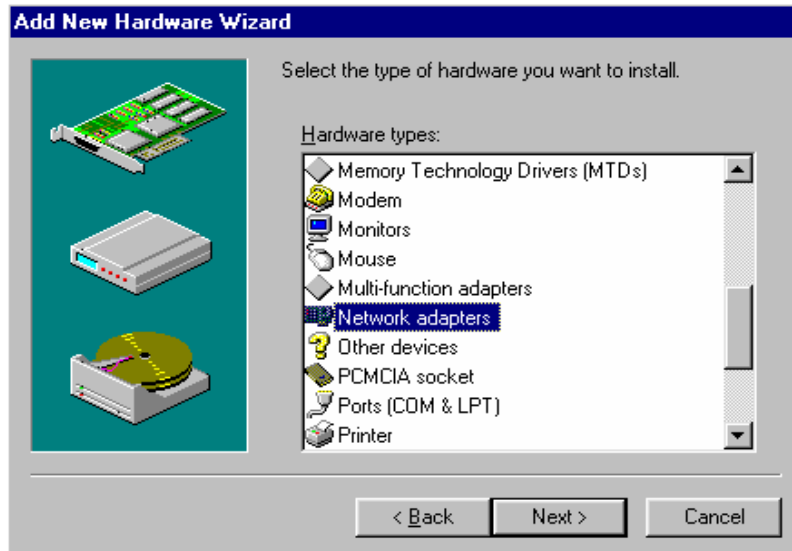 Add New Hardware Wizard
Select the type of hardware you want to install.
Hardware types:
Memory Technology Drivers (MTDs)
Modem
Monitors
Mouse
Multi-function adapters
Network adapters
Other devices
PCMCIA socket
Ports (COM & LPT)
Printer
< Back
Next >
Cancel